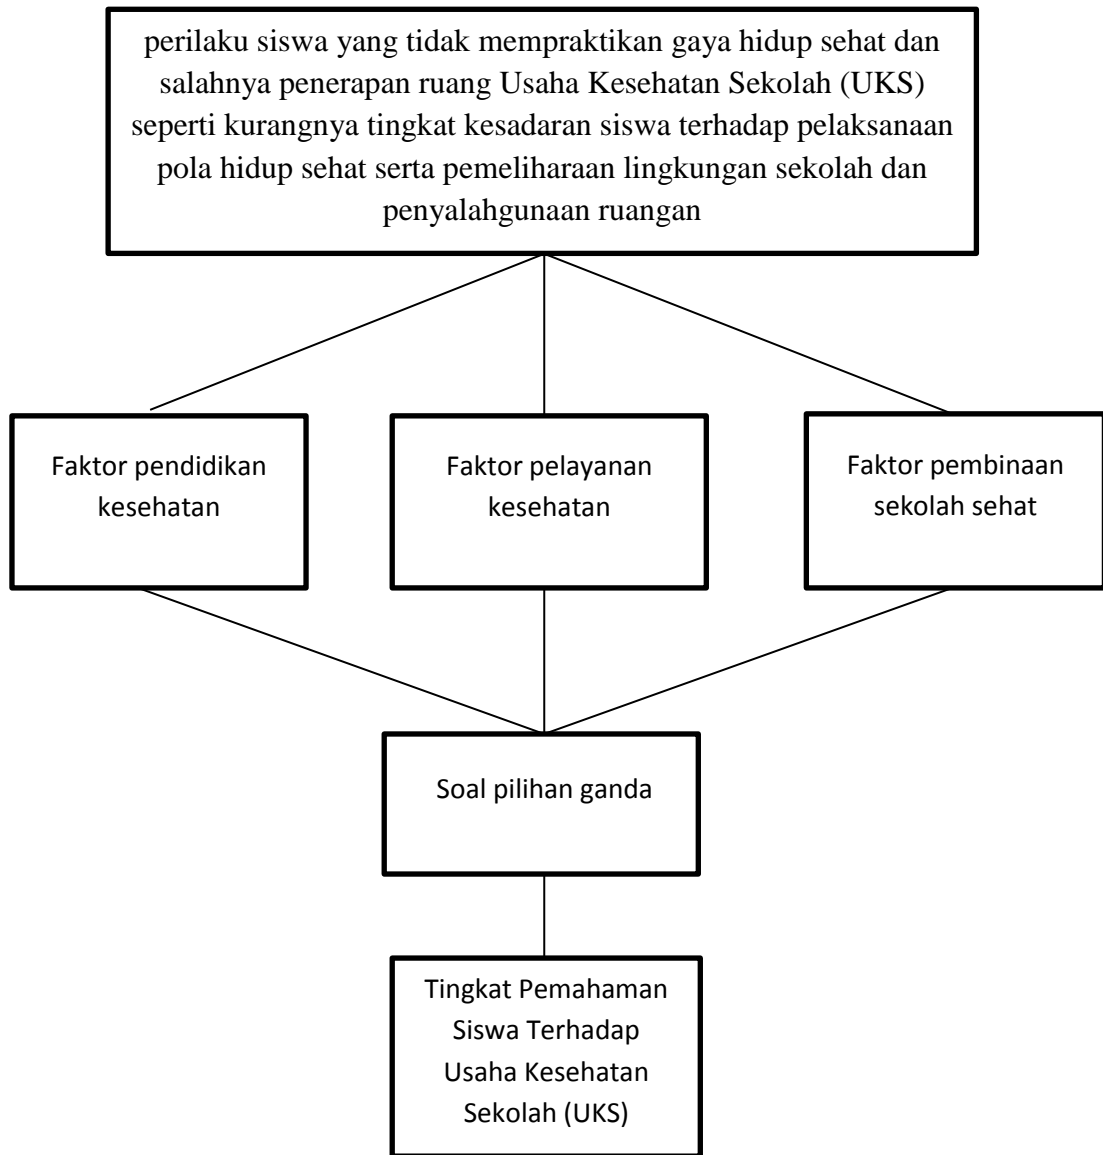 perilaku siswa yang tidak mempraktikan gaya hidup sehat dan
salahnya penerapan ruang Usaha Kesehatan Sekolah (UKS)
seperti kurangnya tingkat kesadaran siswa terhadap pelaksanaan
pola hidup sehat serta pemeliharaan lingkungan sekolah dan
penyalahgunaan ruangan
Faktor pendidikan
kesehatan
Faktor pelayanan
kesehatan
Faktor pembinaan
sekolah sehat
Soal pilihan ganda
Tingkat Pemahaman
Siswa Terhadap
Usaha Kesehatan
Sekolah (UKS)